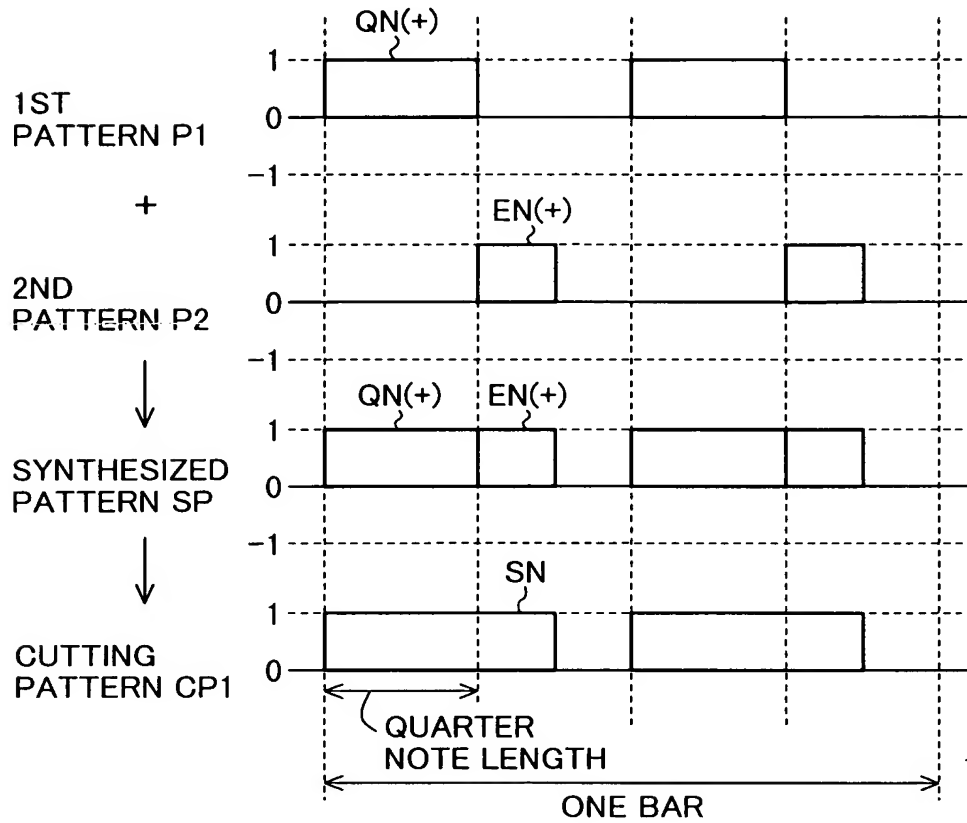 QN(+)
1
0
-1
1ST
PATTERN P1
+
EN(+)
1
0
-1
2ND
PATTERN P2
QN(+) EN(+)
1
0
-1
SYNTHESIZED
PATTERN SP
SN
1
0
CUTTING
PATTERN CP1
QUARTER
NOTE LENGTH
ONE BAR